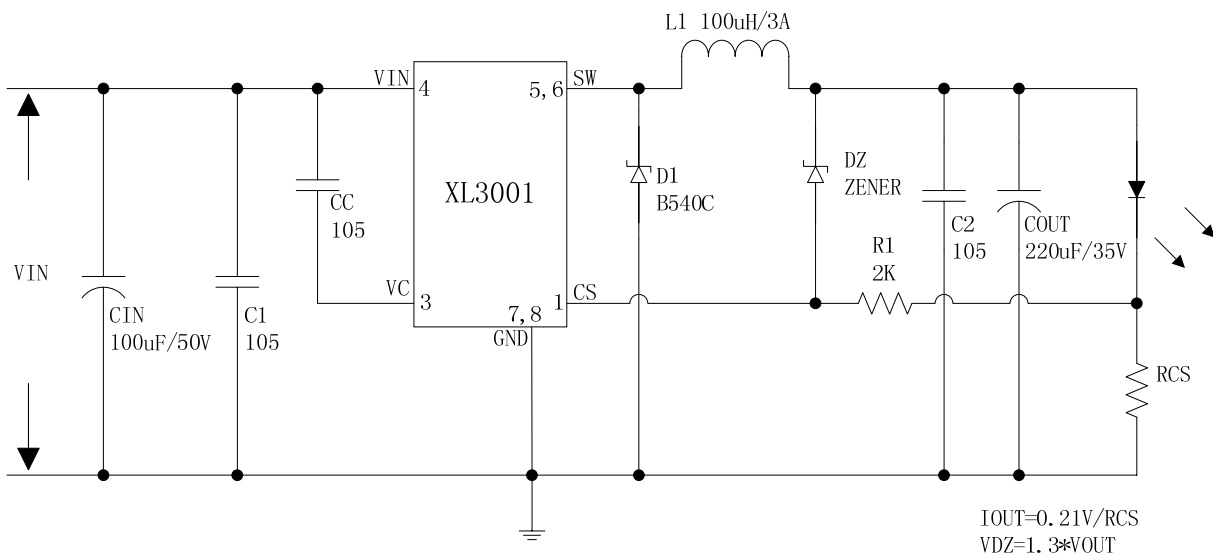 L1 100uH/3A
VIN
4
5,6
SW
XL3001
D1
B540C
DZ
ZENER
CC
105
C2
105
COUT
220uF/35V
R1
2K
VIN
VC
3
1
CS
7,8
GND
CIN
100uF/50V
C1
105
RCS
IOUT=0.21V/RCS
VDZ=1.3*VOUT